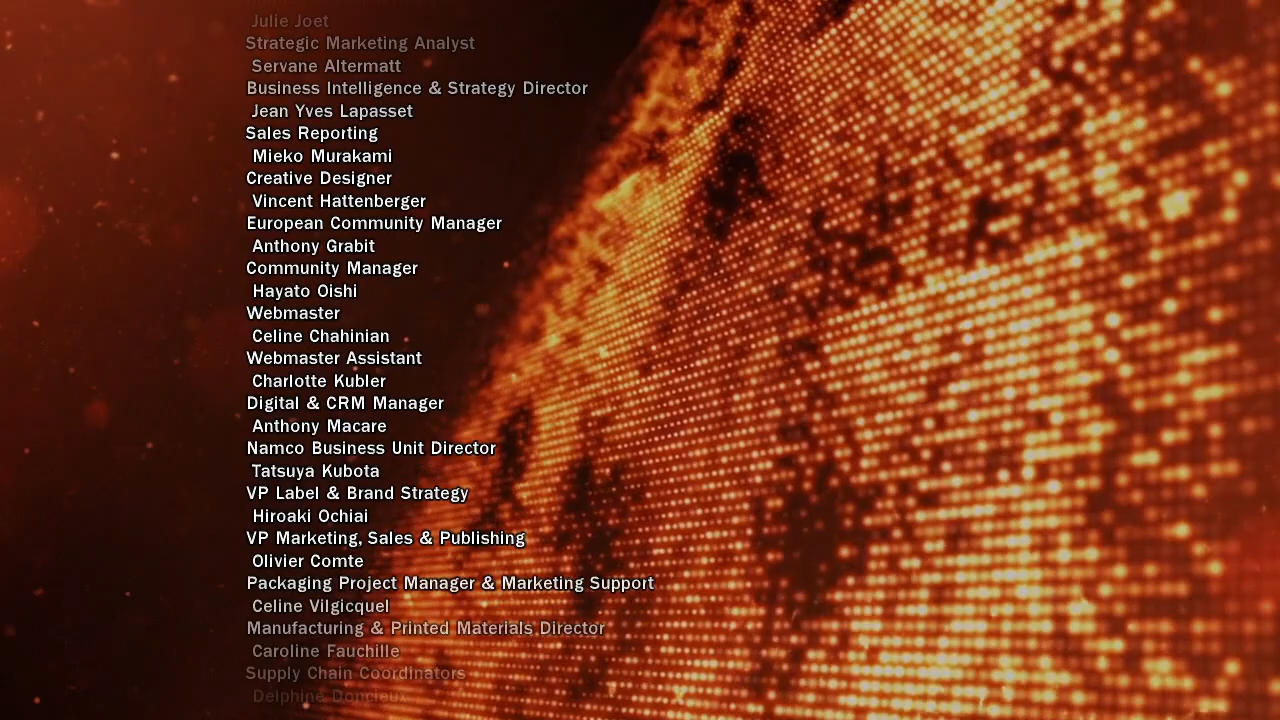 Julie Joet
Strategic Marketing Analyst
Servane Altermatt
Business Intelligence & Strategy Director
Jean Yves Lapasset
Sales Reporting
Mieko Murakami
Creative Designer
Vincent Hattenberger
European Community Manager
Anthony Grabit
Community Manager
Hayato Oishi
Webmaster
Celine Chahinian
Webmaster Assistant
Charlotte Kubler
Digital & CRM Manager
Anthony Macare
Namco Business Unit Director
Tatsuya Kubota
VP Label & Brand Strategy
Hiroaki Ochiai
VP Marketing, Sales & Publishing
Olivier Comte
Packaging Project Manager & Marketing Support
Celine Vilgicquel
Manufacturing & Printed Materials Director
Caroline Fauchille
Supply Chain Coordinators
Delphine Doncieux